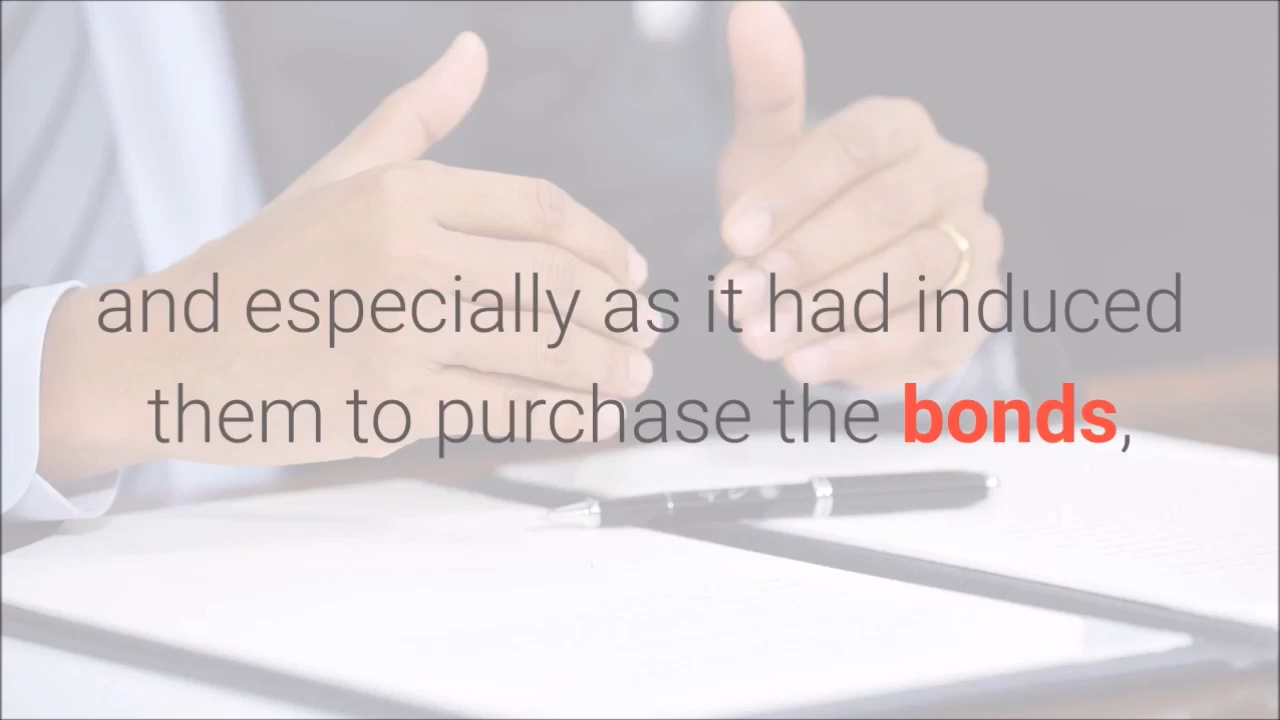 and especially as it had induced
them to purchase the bonds,